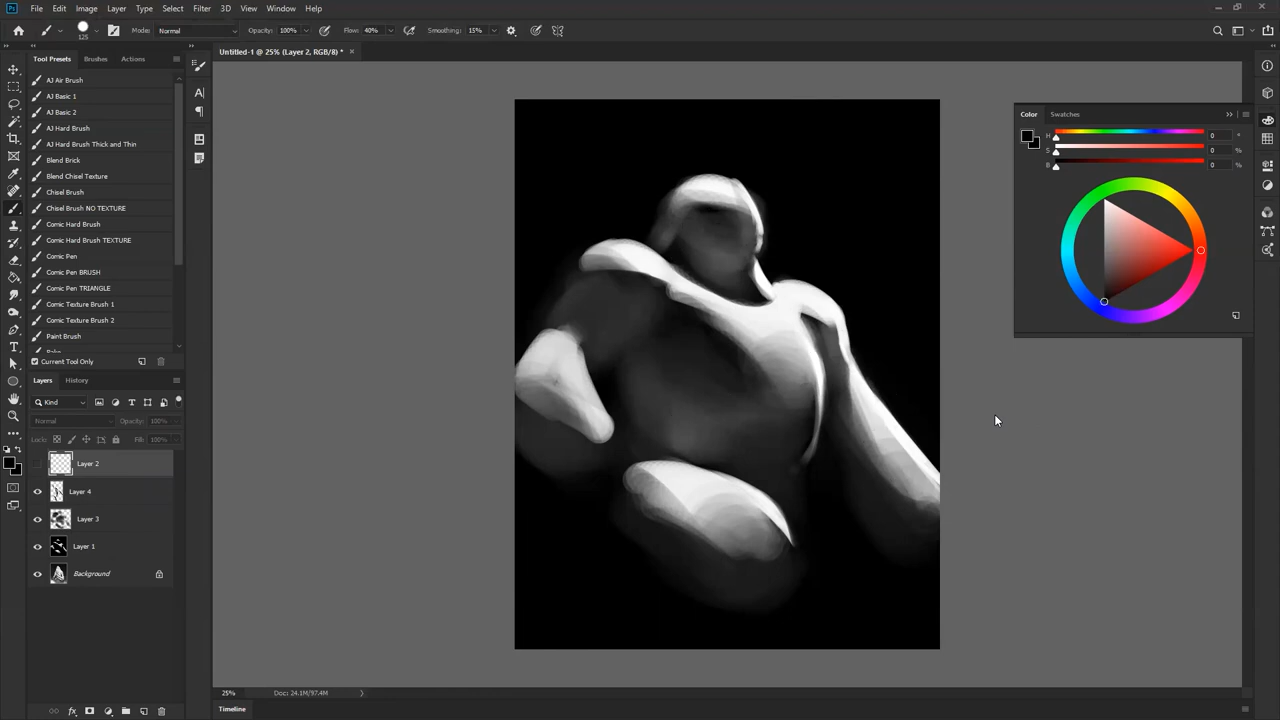 Ps File Edit Image Layer Type Select Filter 3D View Window Help
125 Mode: Normal Opacity: 100% Flow: 40% Smoothing: 15%
Untitled-1 @ 25% (Layer 2, RGB/8) * ×
Tool Presets Brushes Actions
AJ Air Brush
AJ Basic 1
AJ Basic 2
AJ Hard Brush
AJ Hard Brush Thick and Thin
Blend Brick
Blend Chisel Texture
Chisel Brush
Chisel Brush NO TEXTURE
Comic Hard Brush
Comic Hard Brush TEXTURE
Comic Pen
Comic Pen BRUSH
Comic Pen TRIANGLE
Comic Texture Brush 1
Comic Texture Brush 2
Paint Brush
Current Tool Only
Layers History
Kind
Normal Opacity: 100%
Lock: Fill: 100%
Layer 2
Layer 4
Layer 3
Layer 1
Background
Color Swatches
H 0 °
S 0 %
B 0 %
25% Doc: 24.1M/97.4M
Timeline